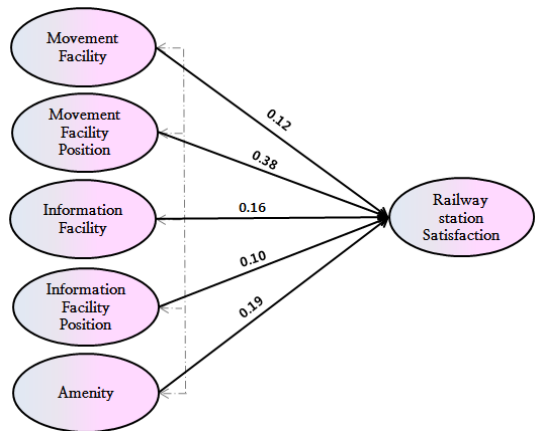 Movement
Facility
0.12
Movement
Facility
Position
0.38
Information
Facility
0.16
Railway
station
Satisfaction
Information
Facility
Position
0.10
Amenity
0.19